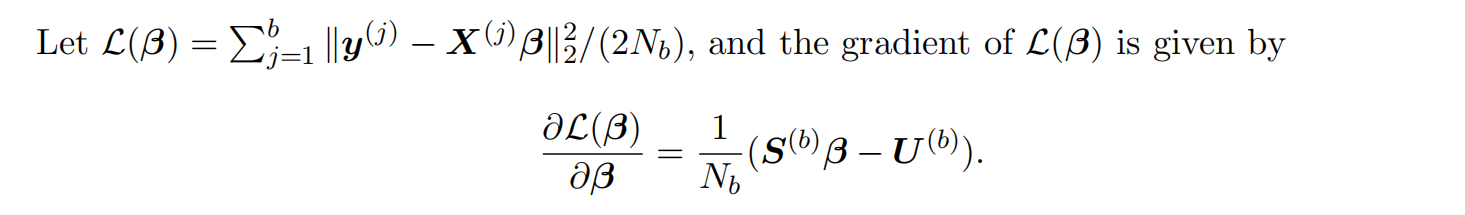 Let $\mathcal{L}(\boldsymbol{\beta}) = \sum_{j=1}^{b} \|\boldsymbol{y}^{(j)} - \boldsymbol{X}^{(j)}\boldsymbol{\beta}\|_2^2/(2N_b)$, and the gradient of $\mathcal{L}(\boldsymbol{\beta})$ is given by
$\frac{\partial \mathcal{L}(\boldsymbol{\beta})}{\partial \boldsymbol{\beta}} = \frac{1}{N_b}(\boldsymbol{S}^{(b)}\boldsymbol{\beta} - \boldsymbol{U}^{(b)}).$